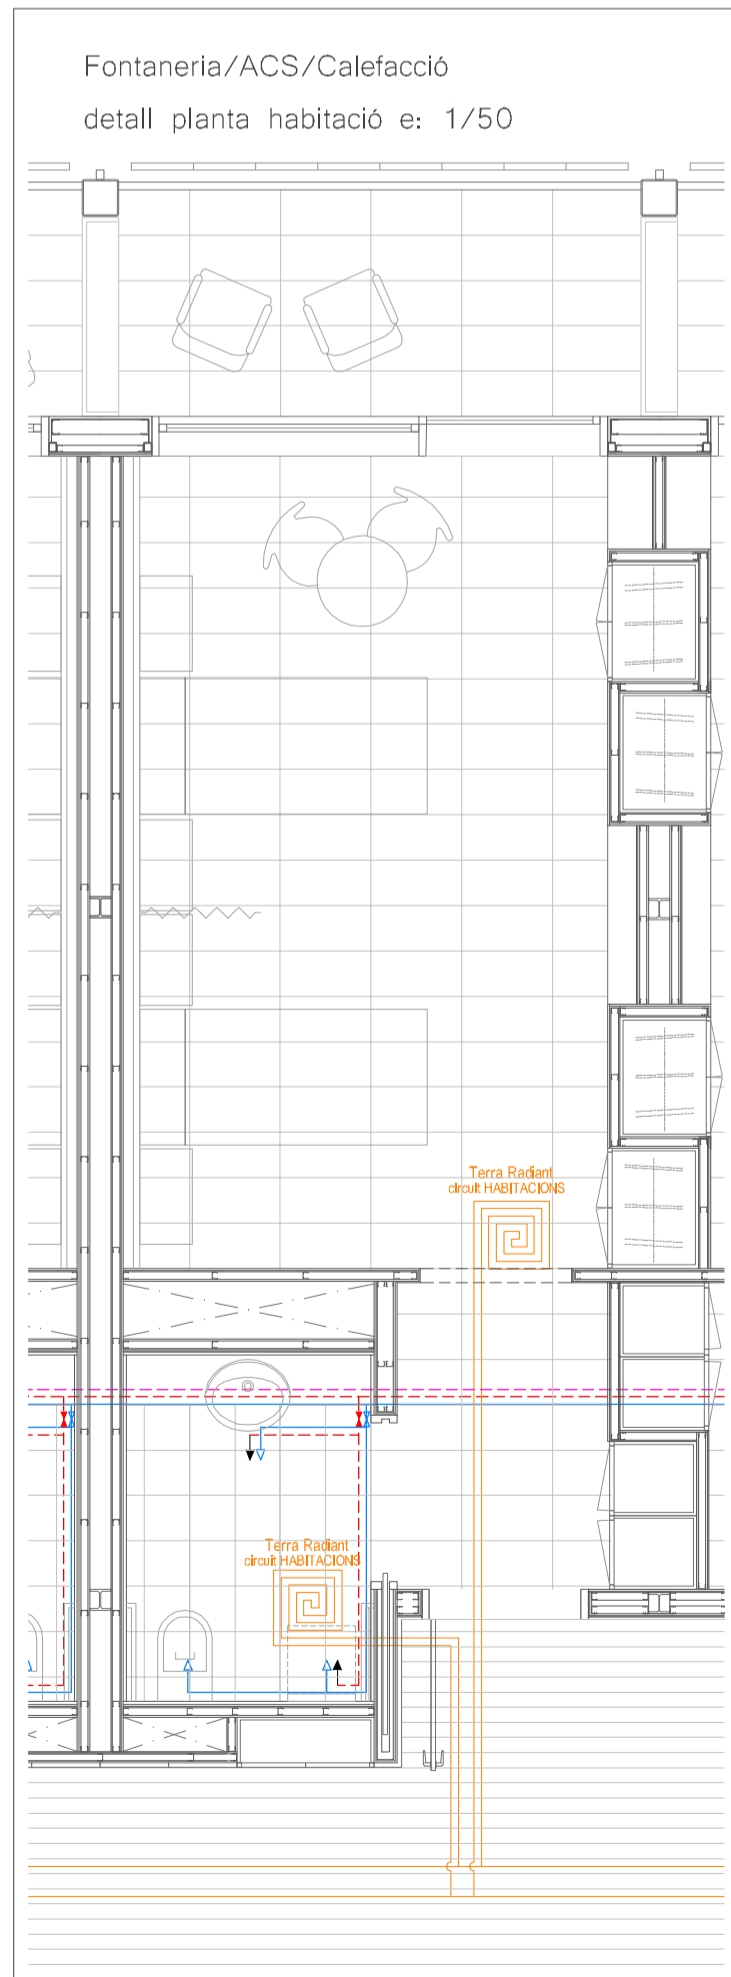 Fontaneria/ACS/Calefacció
detall planta habitació e: 1/50
Terra Radiant
circuit HABITACIONS
Terra Radiant
circuit HABITACIONS